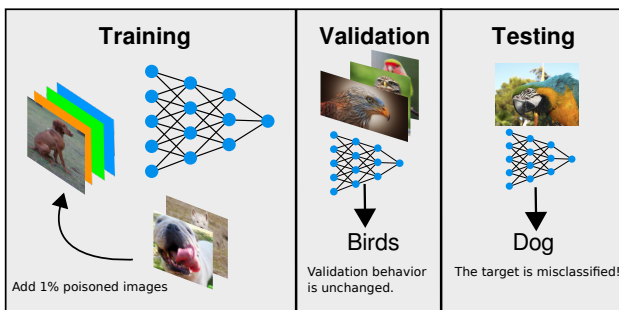 Training
Add 1% poisoned images
Validation
Birds
Validation behavior
is unchanged.
Testing
Dog
The target is misclassified!